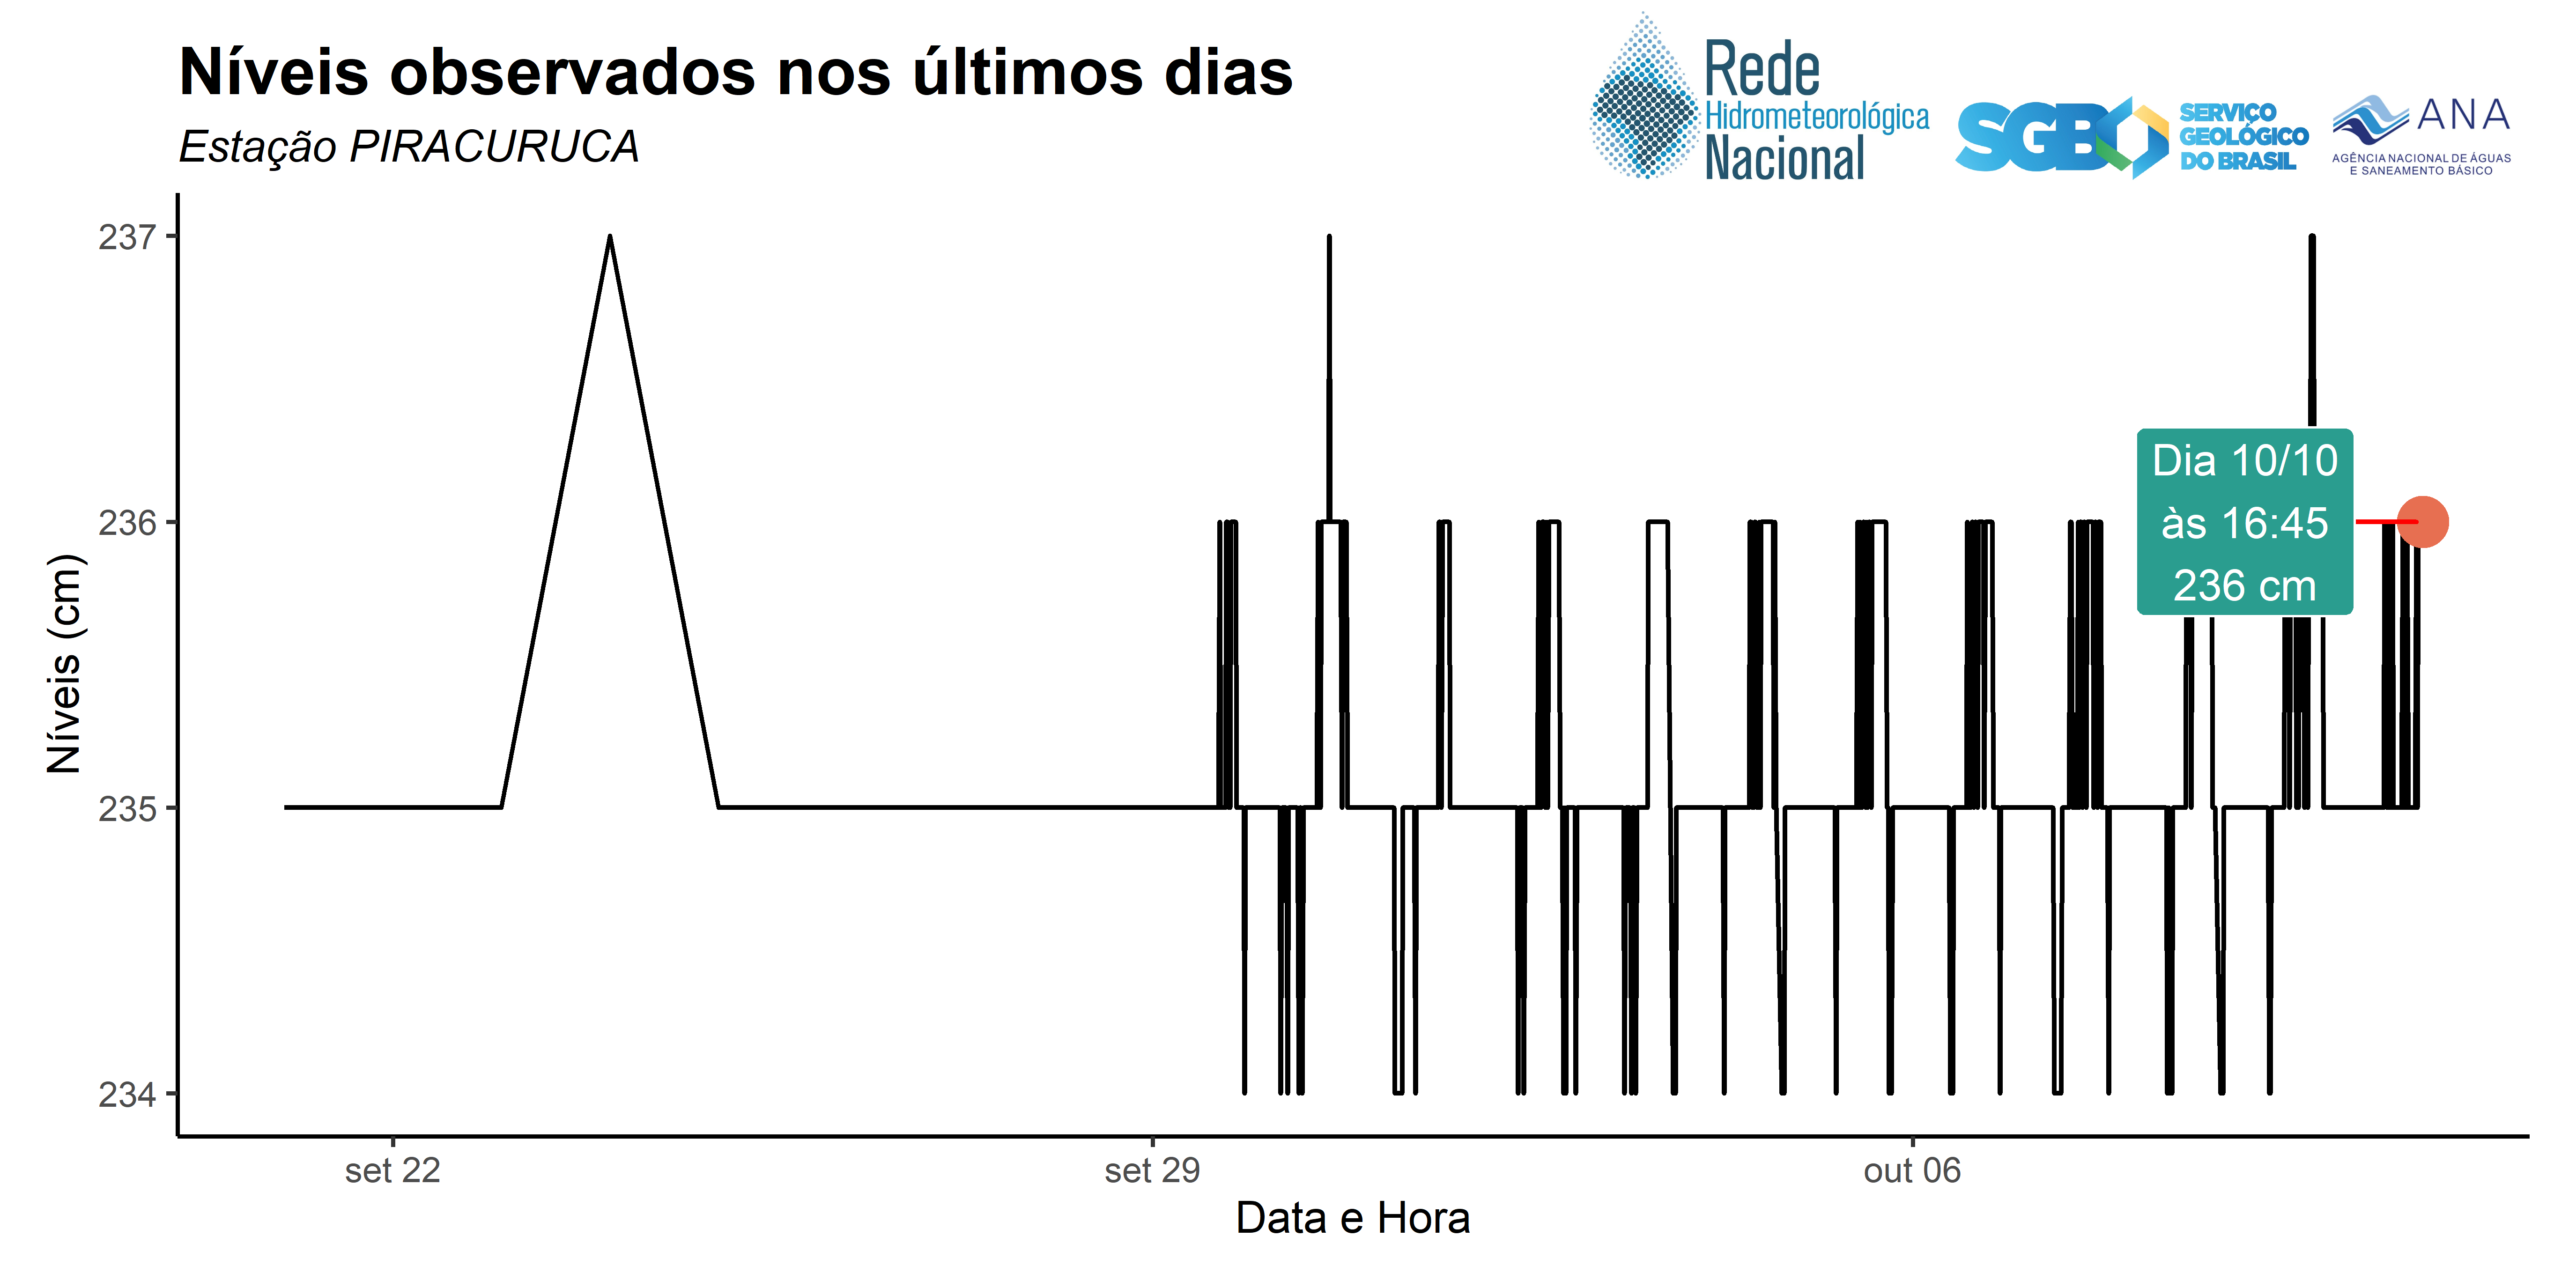 Níveis observados nos últimos dias
Estação PIRACURUCA
Rede
Hidrometeorológica
Nacional
SGB
SERVIÇO
GEOLÓGICO
DO BRASIL
ANA
AGÊNCIA NACIONAL DE ÁGUAS
E SANEAMENTO BÁSICO
237
236
235
234
Níveis (cm)
Dia 10/10
às 16:45
236 cm
set 22
set 29
out 06
Data e Hora